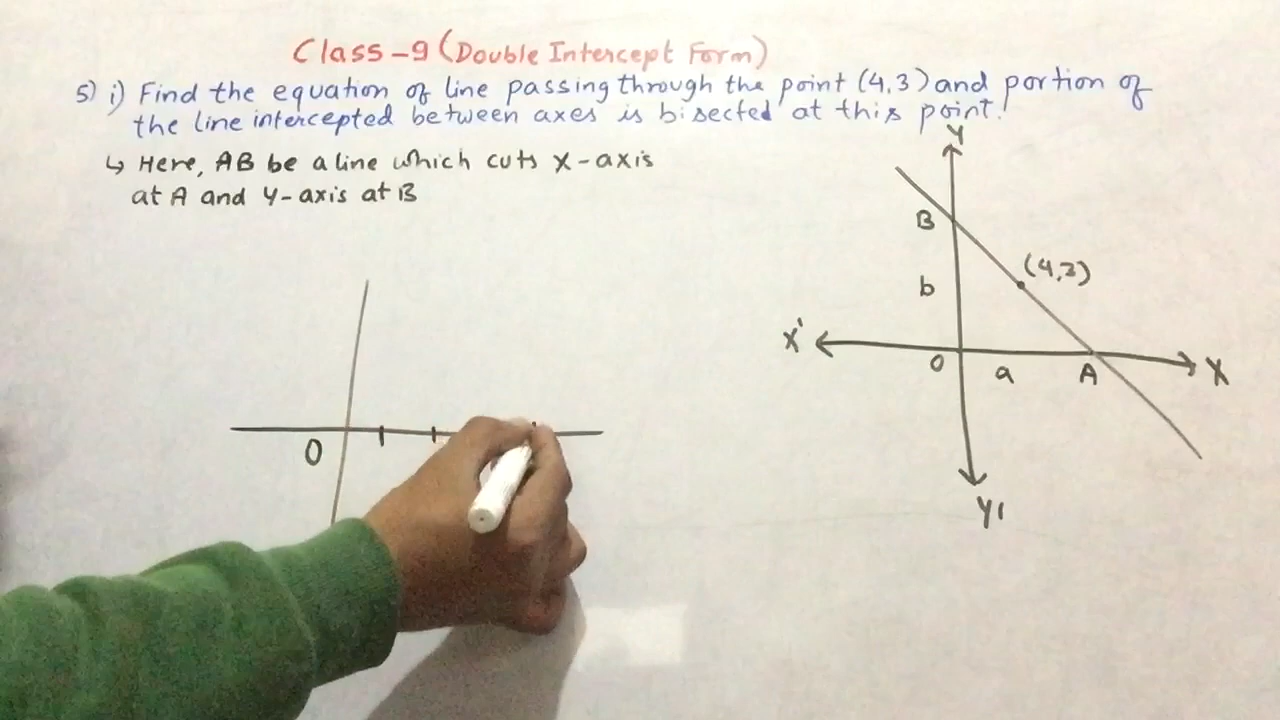 Class-9 (Double Intercept Form)
5) i) Find the equation of line passing through the point (4,3) and portion of
the line intercepted between axes is bisected at this point.
↳ Here, AB be a line which cuts X-axis
at A and Y-axis at B
Y
B
(4,3)
b
X'
O
a
A
X
O
Y'